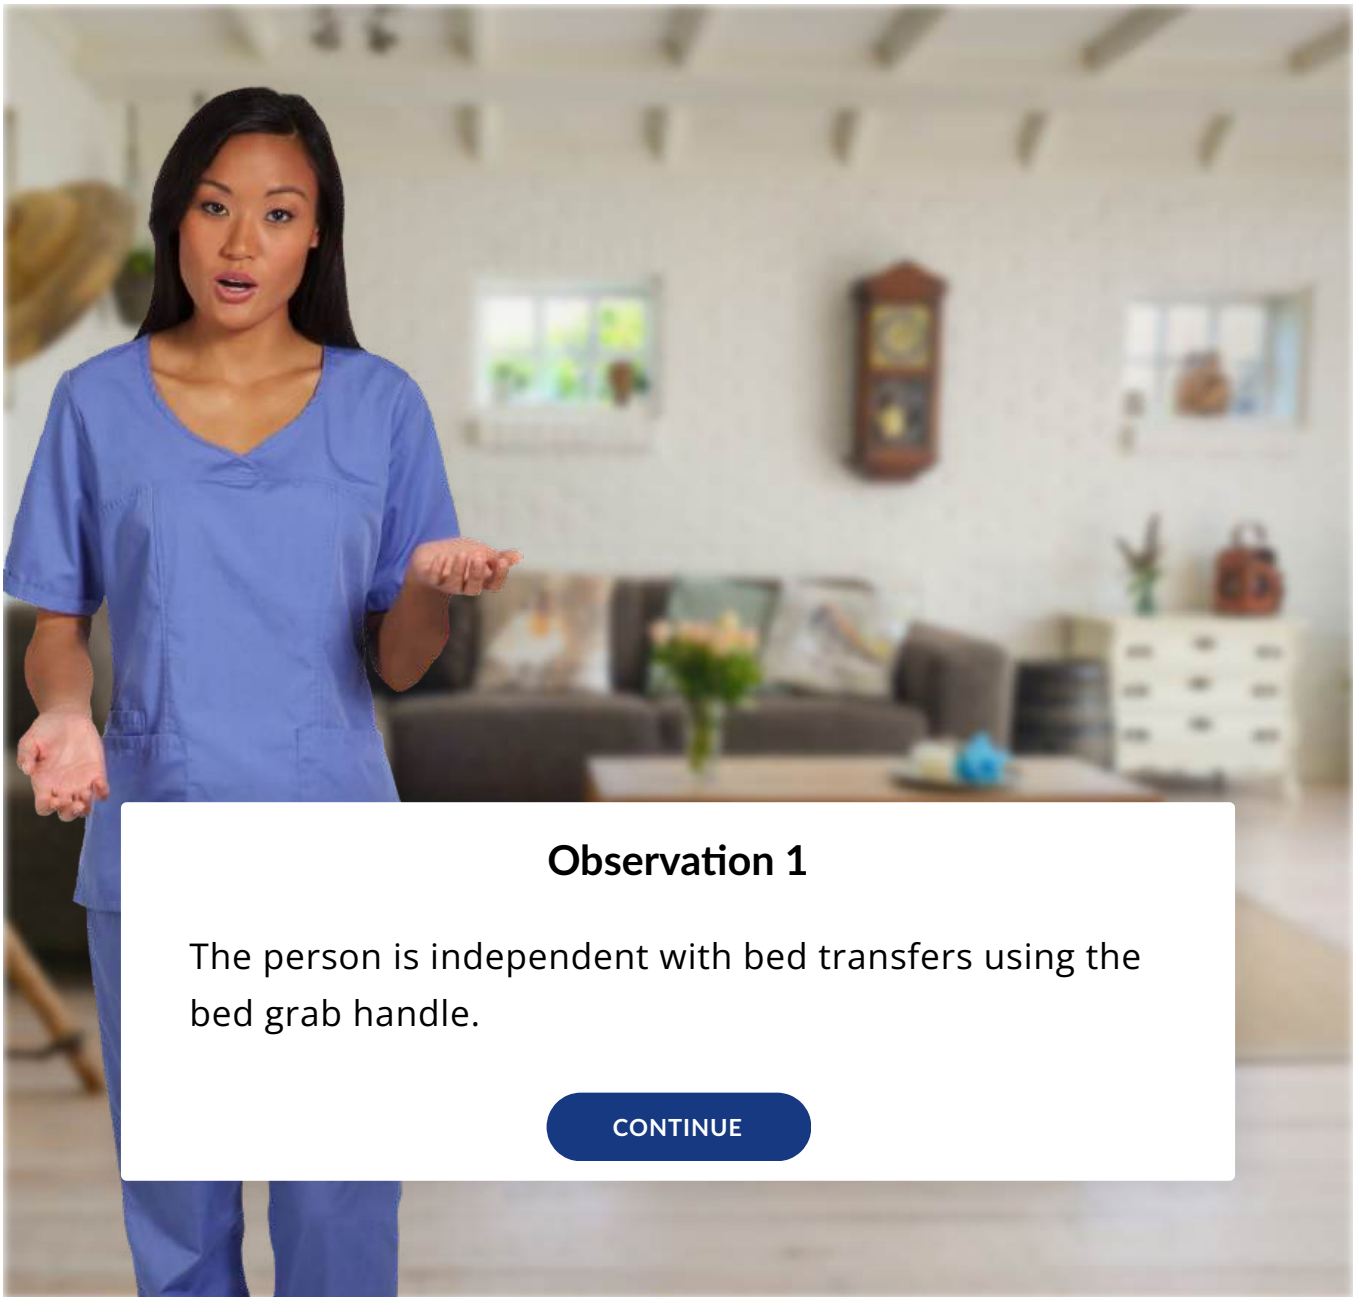 Observation 1
The person is independent with bed transfers using the
bed grab handle.
CONTINUE